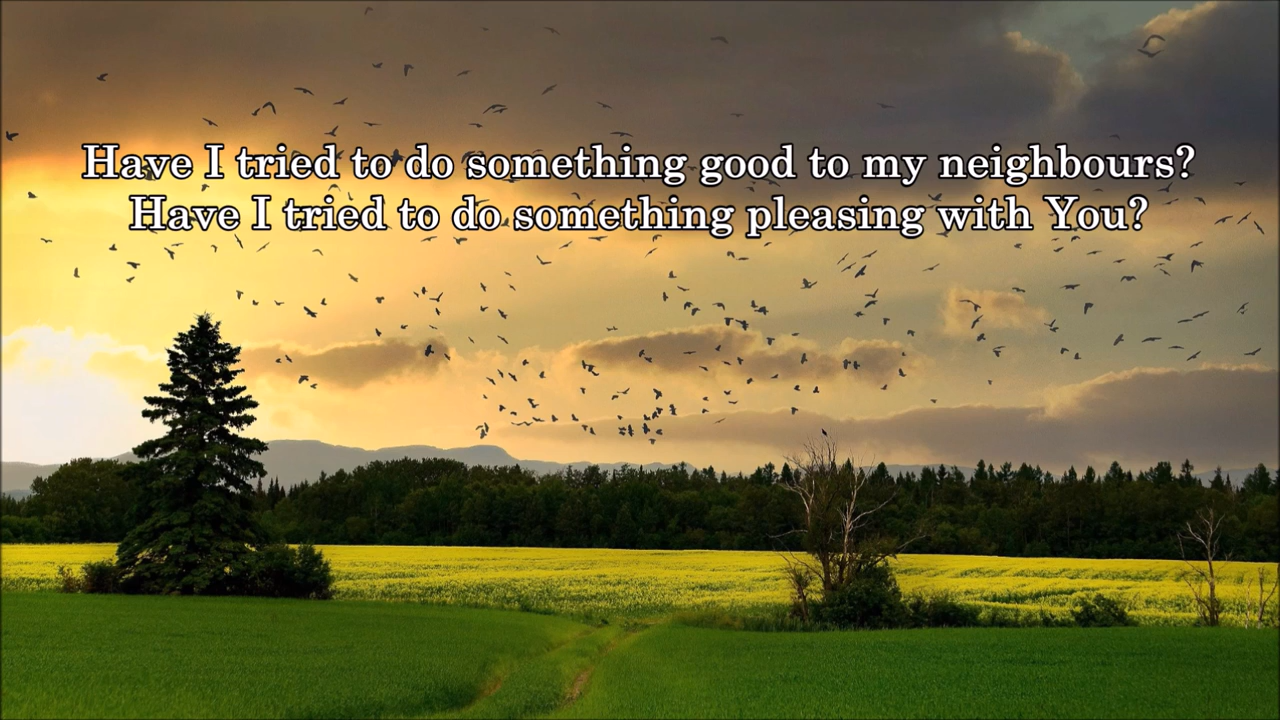 Have I tried to do something good to my neighbours?
Have I tried to do something pleasing with You?